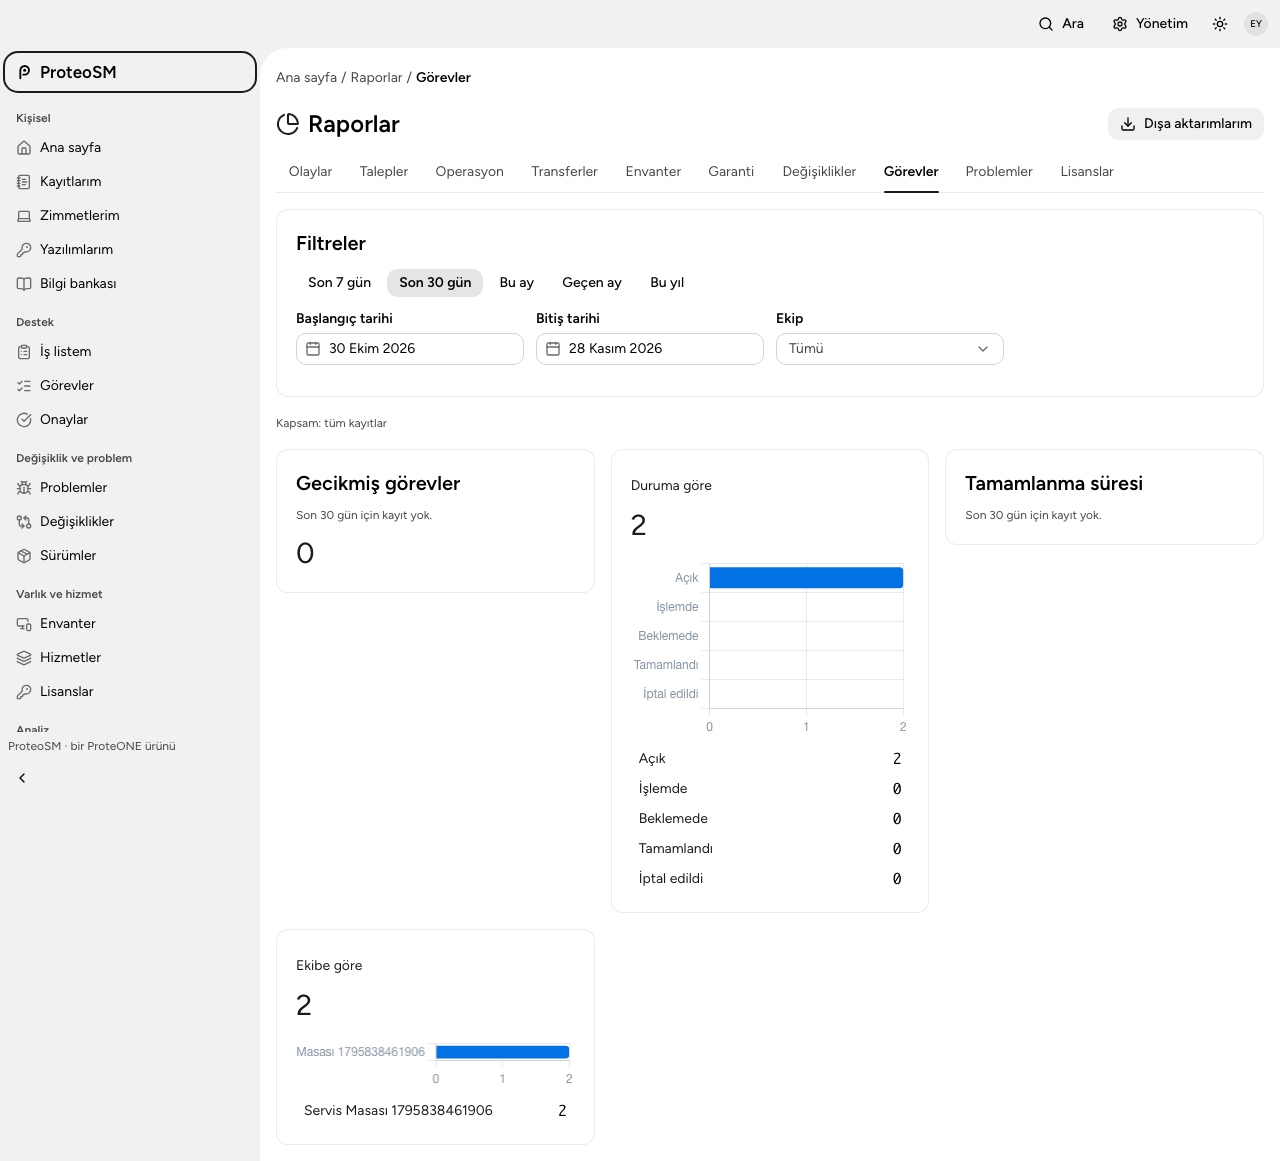 Ara
Yönetim
EY
ProteoSM
Kişisel
Ana sayfa
Kayıtlarım
Zimmetlerim
Yazılımlarım
Bilgi bankası
Destek
İş listem
Görevler
Onaylar
Değişiklik ve problem
Problemler
Değişiklikler
Sürümler
Varlık ve hizmet
Envanter
Hizmetler
Lisanslar
Analiz
ProteoSM · bir ProteONE ürünü
Ana sayfa / Raporlar / Görevler
Raporlar
Dışa aktarımlarım
Olaylar Talepler Operasyon Transferler Envanter Garanti Değişiklikler Görevler Problemler Lisanslar
Filtreler
Son 7 gün Son 30 gün Bu ay Geçen ay Bu yıl
Başlangıç tarihi Bitiş tarihi Ekip
30 Ekim 2026 28 Kasım 2026 Tümü
Kapsam: tüm kayıtlar
Gecikmiş görevler
Son 30 gün için kayıt yok.
0
Duruma göre
2
Açık
İşlemde
Beklemede
Tamamlandı
İptal edildi
0 1 2
Açık 2
İşlemde 0
Beklemede 0
Tamamlandı 0
İptal edildi 0
Tamamlanma süresi
Son 30 gün için kayıt yok.
Ekibe göre
2
Masası 1795838461906
0 1 2
Servis Masası 1795838461906 2